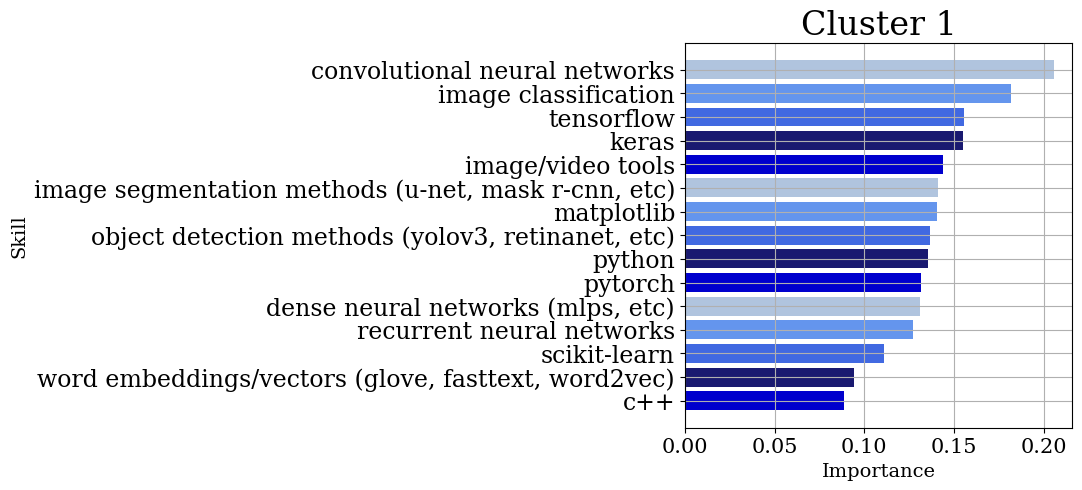 Cluster 1
Skill
convolutional neural networks
image classification
tensorflow
keras
image/video tools
image segmentation methods (u-net, mask r-cnn, etc)
matplotlib
object detection methods (yolov3, retinanet, etc)
python
pytorch
dense neural networks (mlps, etc)
recurrent neural networks
scikit-learn
word embeddings/vectors (glove, fasttext, word2vec)
c++
0.00 0.05 0.10 0.15 0.20
Importance